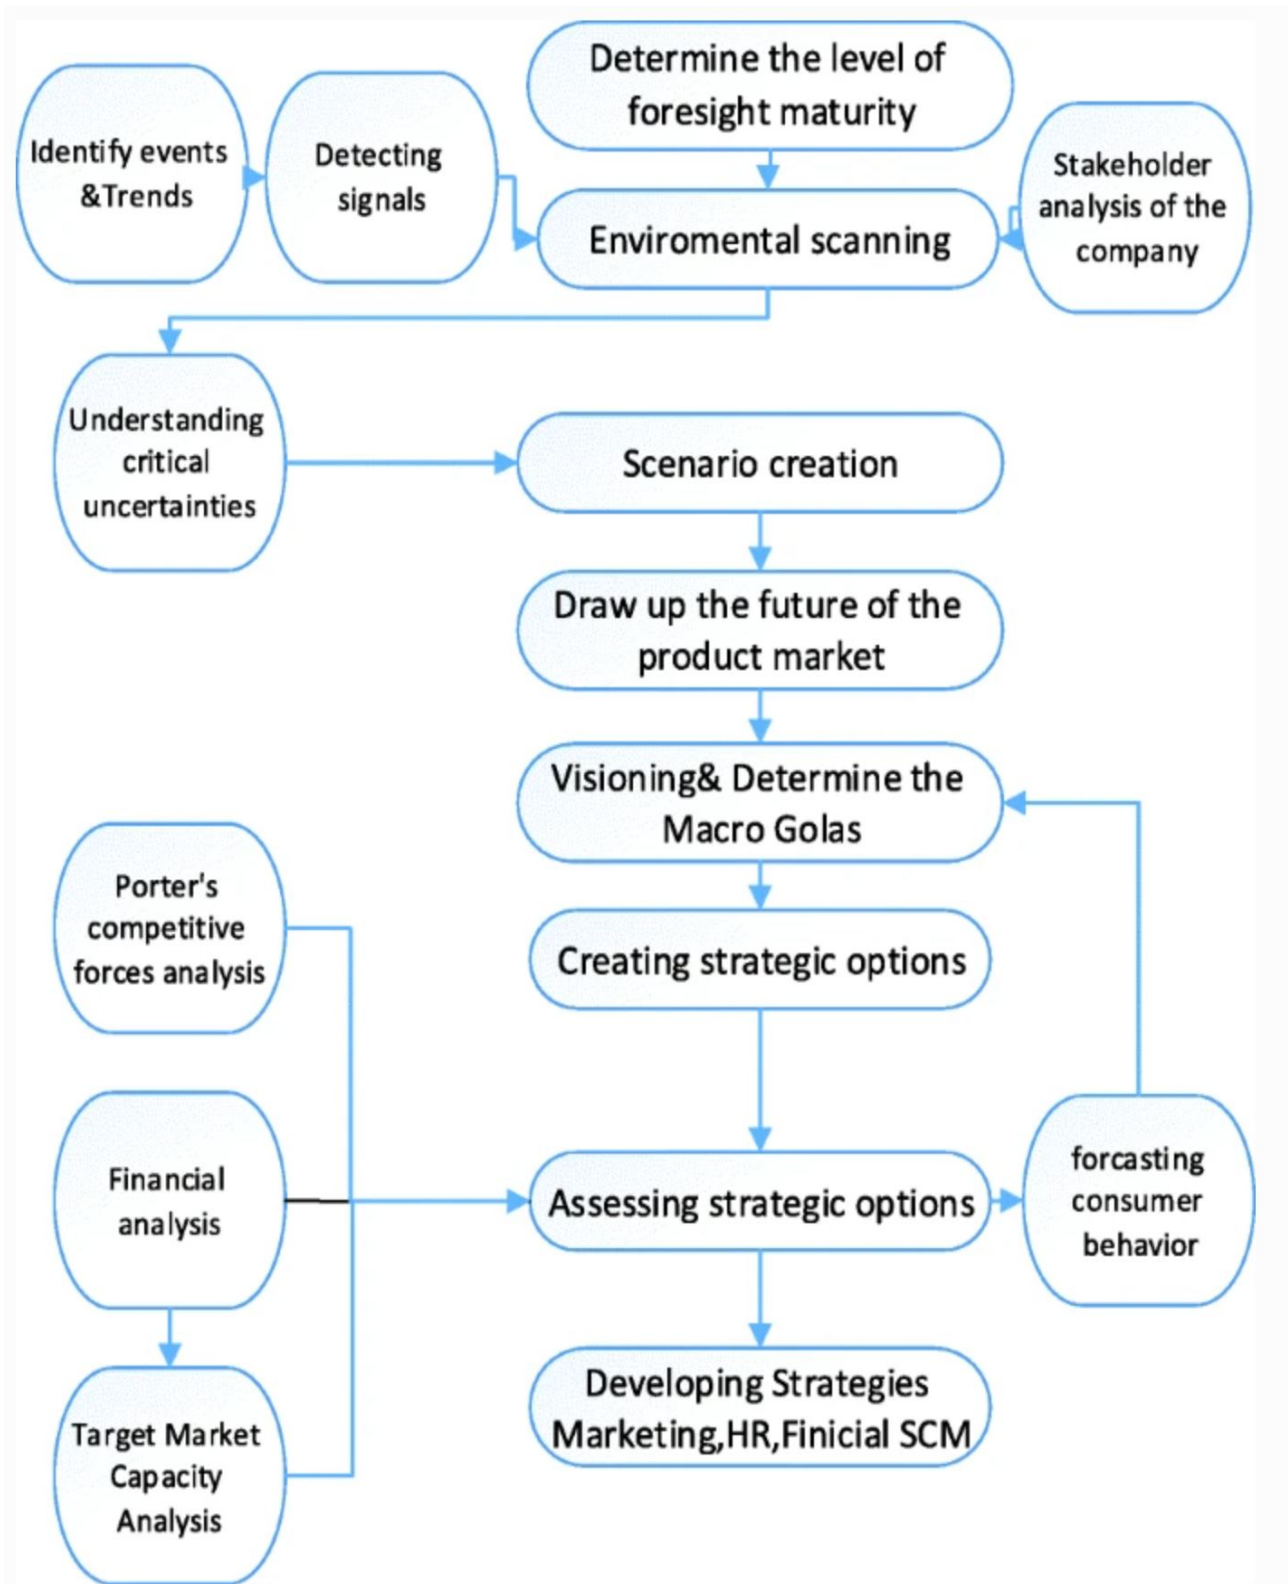 Determine the level of
foresight maturity
Identify events
&Trends
Detecting
signals
Stakeholder
analysis of the
company
Enviromental scanning
Understanding
critical
uncertainties
Scenario creation
Draw up the future of the
product market
Visioning& Determine the
Macro Golas
Porter's
competitive
forces analysis
Creating strategic options
Financial
analysis
Assessing strategic options
forcasting
consumer
behavior
Developing Strategies
Marketing,HR,Finicial SCM
Target Market
Capacity
Analysis